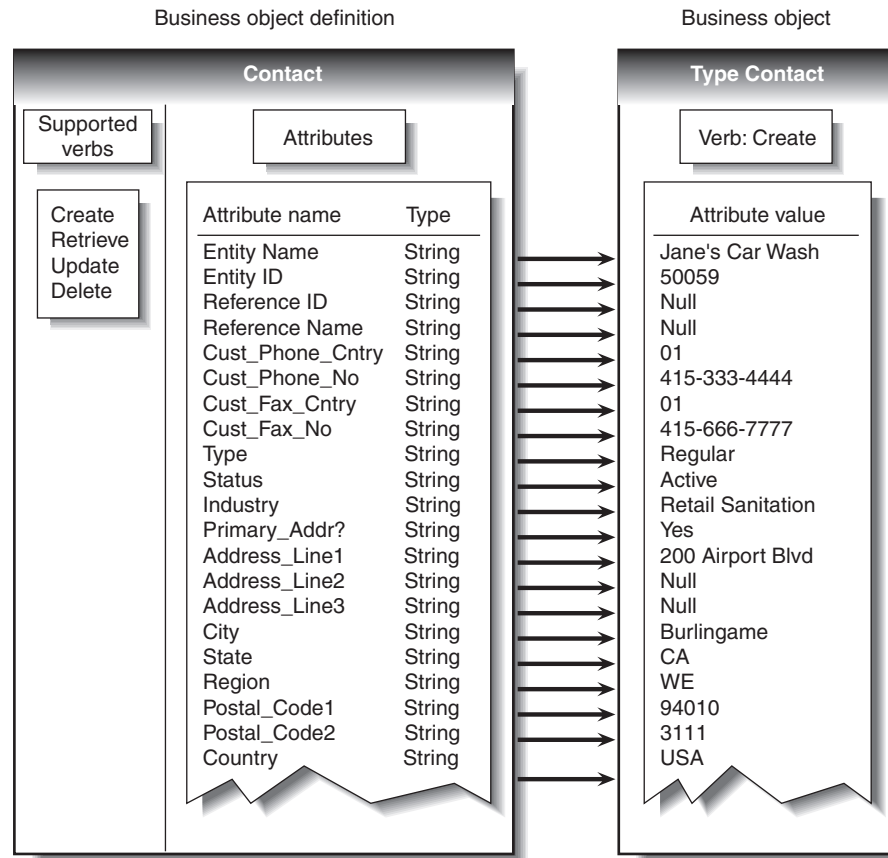 Business object definition
Business object
Contact
Type Contact
Supported
verbs
Attributes
Verb: Create
Create
Retrieve
Update
Delete
Attribute name Type
Entity Name String
Entity ID String
Reference ID String
Reference Name String
Cust_Phone_Cntry String
Cust_Phone_No String
Cust_Fax_Cntry String
Cust_Fax_No String
Type String
Status String
Industry String
Primary_Addr? String
Address_Line1 String
Address_Line2 String
Address_Line3 String
City String
State String
Region String
Postal_Code1 String
Postal_Code2 String
Country String
Attribute value
Jane's Car Wash
50059
Null
Null
01
415-333-4444
01
415-666-7777
Regular
Active
Retail Sanitation
Yes
200 Airport Blvd
Null
Null
Burlingame
CA
WE
94010
3111
USA